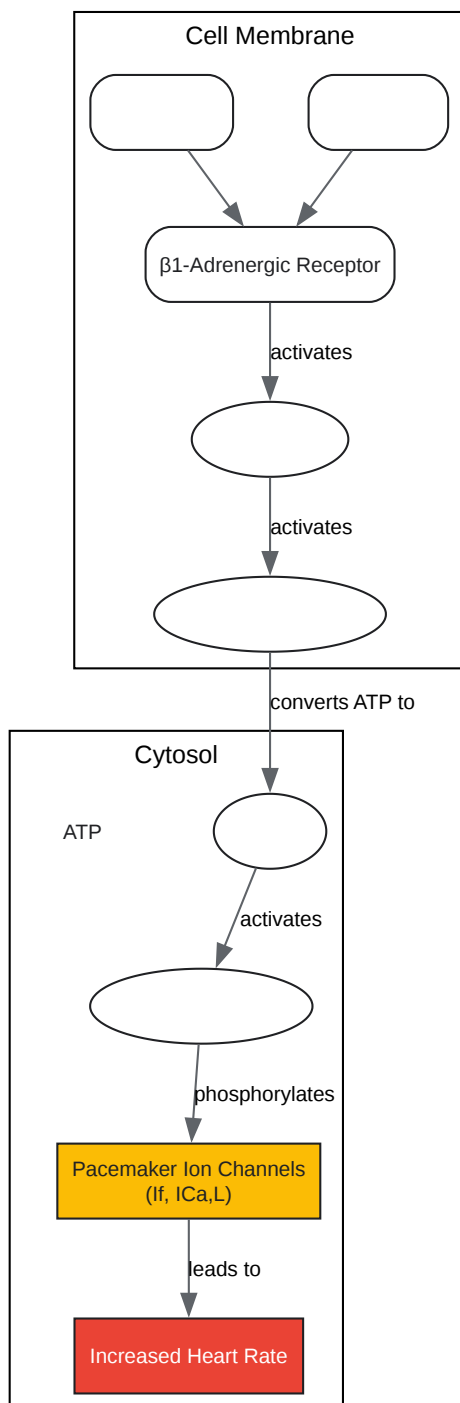 Cell Membrane
β1-Adrenergic Receptor
activates
activates
converts ATP to
Cytosol
ATP
activates
phosphorylates
Pacemaker Ion Channels
(If, ICa,L)
leads to
Increased Heart Rate